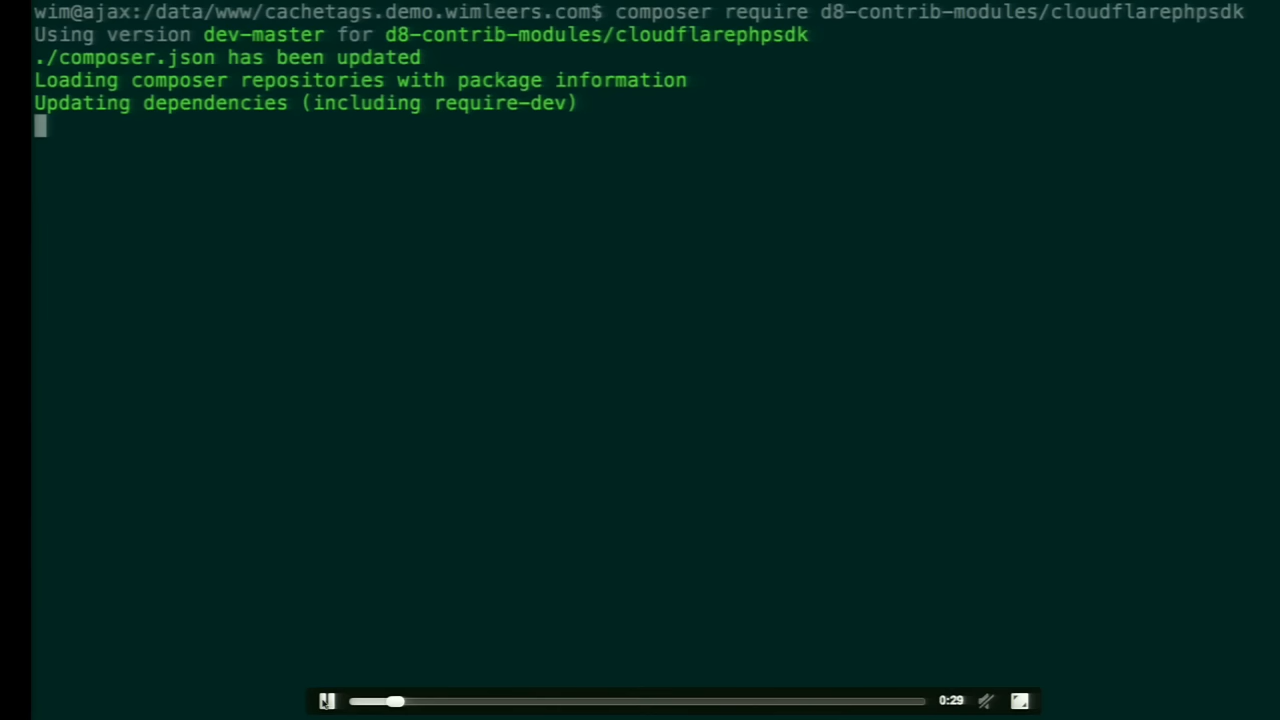 wim@ajax:/data/www/cachetags.demo.wimleers.com$ composer require d8-contrib-modules/cloudflarephpsdk
Using version dev-master for d8-contrib-modules/cloudflarephpsdk
./composer.json has been updated
Loading composer repositories with package information
Updating dependencies (including require-dev)
0:29